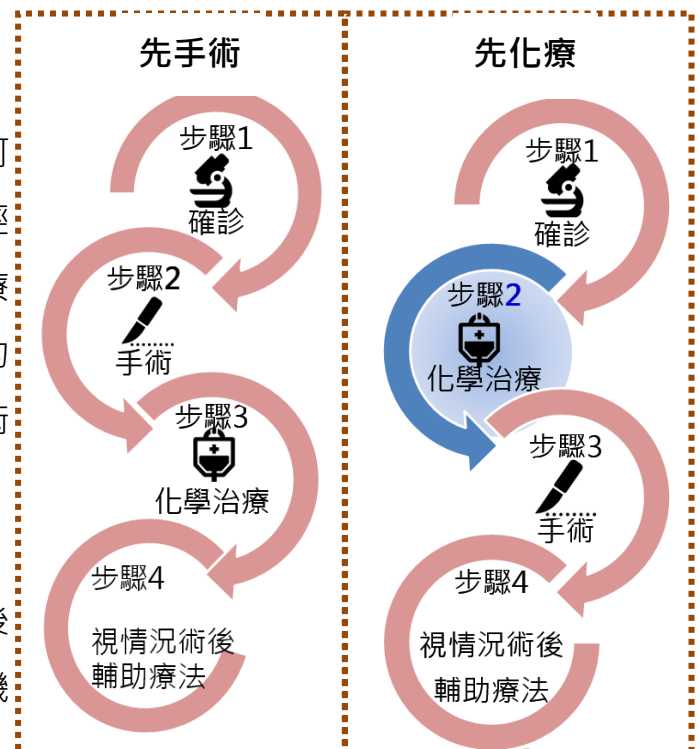 先手術
步驟1
確診
步驟2
手術
步驟3
化學治療
步驟4
視情況術後
輔助療法
先化療
步驟1
確診
步驟2
化學治療
步驟3
手術
步驟4
視情況術後
輔助療法